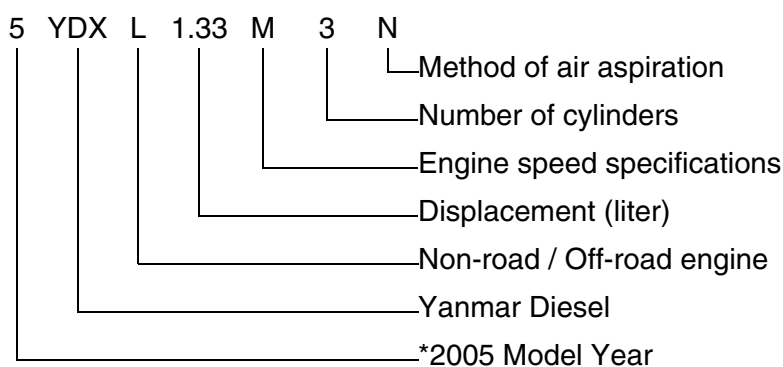 5 YDX L 1.33 M 3 N
Method of air aspiration
Number of cylinders
Engine speed specifications
Displacement (liter)
Non-road / Off-road engine
Yanmar Diesel
*2005 Model Year